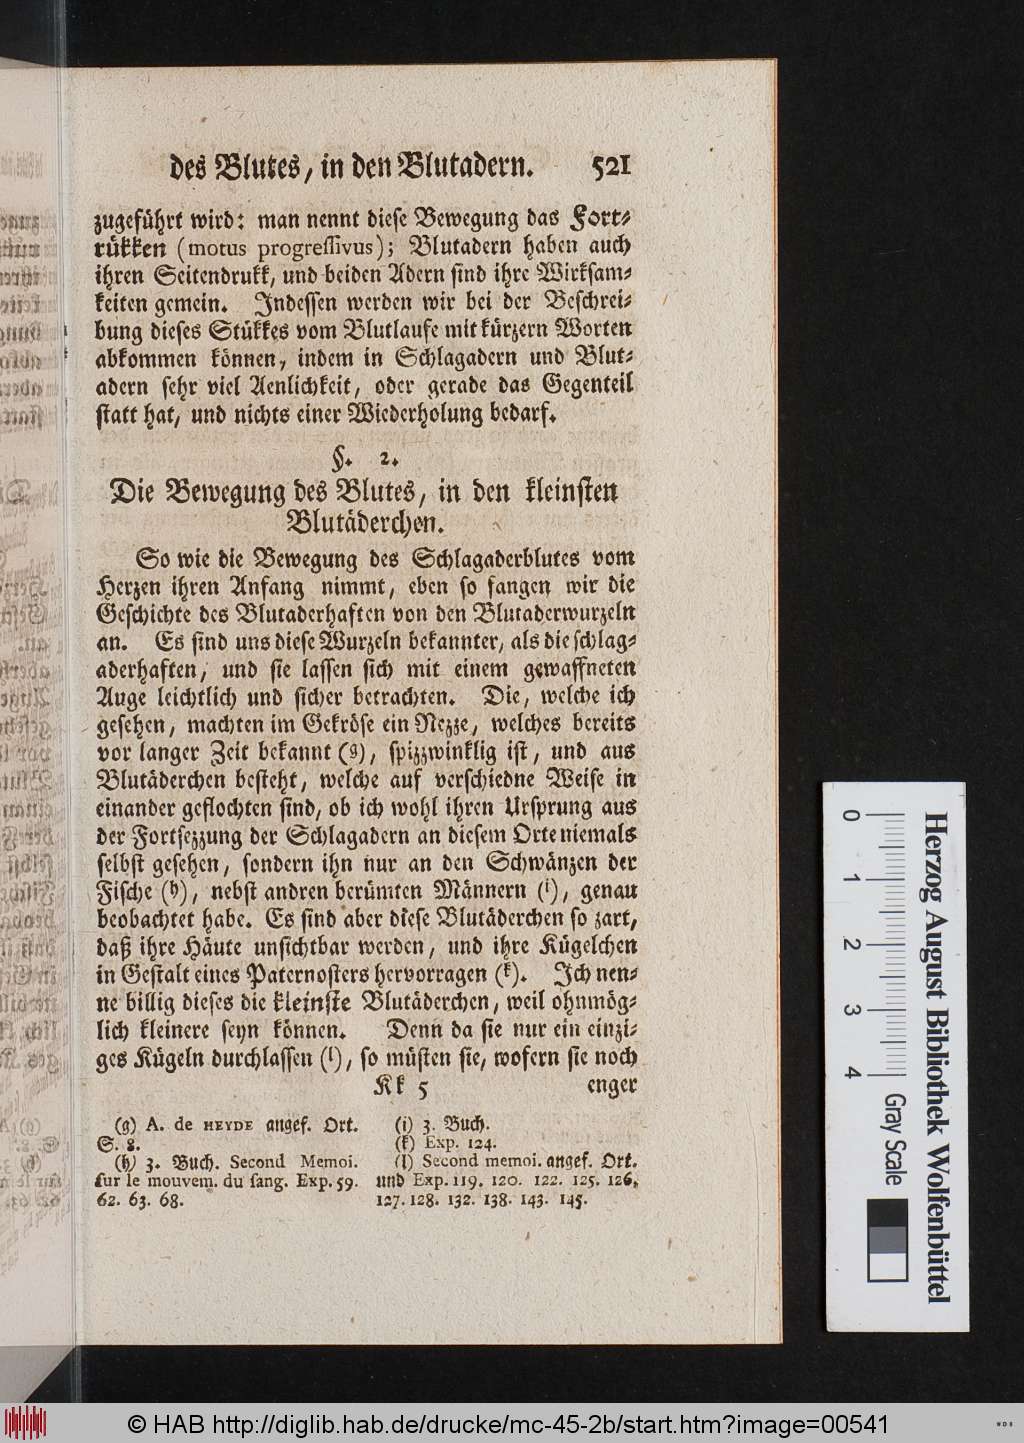 des Blutes, in den Blutadern. 521
zugeführt wird: man nennt diese Bewegung das Fort-
rükken (motus progressivus); Blutadern haben auch
ihren Seitendrukk, und beiden Adern sind ihre Wirksam-
keiten gemein. Indessen werden wir bei der Beschrei-
bung dieses Stükkes vom Blutlaufe mit kürzern Worten
abkommen können, indem in Schlagadern und Blut-
adern sehr viel Aenlichkeit, oder gerade das Gegenteil
statt hat, und nichts einer Wiederholung bedarf.
§. 2.
Die Bewegung des Blutes, in den kleinsten
Blutäderchen.
So wie die Bewegung des Schlagaderblutes vom
Herzen ihren Anfang nimmt, eben so fangen wir die
Geschichte des Blutaderhaften von den Blutaderwurzeln
an. Es sind uns diese Wurzeln bekannter, als die schlag-
aderhaften, und sie lassen sich mit einem gewaffneten
Auge leichtlich und sicher betrachten. Die, welche ich
gesehen, machten im Gekröse ein Nezze, welches bereits
vor langer Zeit bekannt (g), spizzwinklig ist, und aus
Blutäderchen besteht, welche auf verschiedne Weise in
einander geflochten sind, ob ich wohl ihren Ursprung aus
der Fortsezzung der Schlagadern an diesem Orte niemals
selbst gesehen, sondern ihn nur an den Schwänzen der
Fische (h), nebst andren berümten Männern (i), genau
beobachtet habe. Es sind aber diese Blutäderchen so zart,
daß ihre Häute unsichtbar werden, und ihre Kügelchen
in Gestalt eines Paternosters hervorragen (k). Ich nen-
ne billig dieses die kleinste Blutäderchen, weil ohnmög-
lich kleinere seyn können. Denn da sie nur ein einzi-
ges Kügeln durchlassen (l), so müsten sie, wofern sie noch
Kk 5 enger
(g) A. de HEYDE angef. Ort.
S. 8.
(h) 3. Buch. Second Memoi.
sur le mouvem. du sang. Exp. 59.
62. 63. 68.
(i) 3. Buch.
(k) Exp. 124.
(l) Second memoi. angef. Ort.
und Exp. 119. 120. 122. 125. 126.
127. 128. 132. 138. 143. 145.
0 1 2 3 4 Gray Scale
Herzog August Bibliothek Wolfenbüttel
© HAB http://diglib.hab.de/drucke/mc-45-2b/start.htm?image=00541